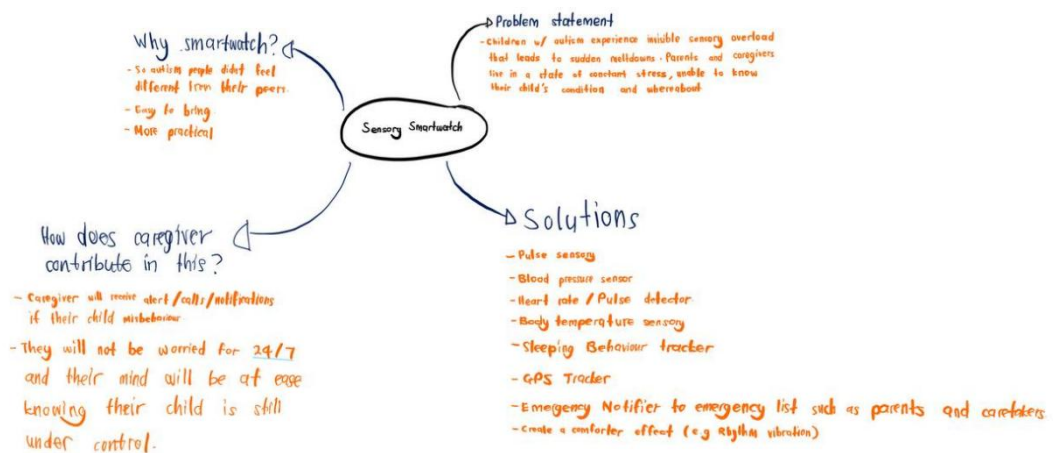 Why smartwatch?
- So autism people didn't feel
different from their peers.
- Easy to bring
- More practical
Problem statement
- Children w/ autism experience invisible sensory overload
that leads to sudden meltdowns. Parents and caregivers
live in a state of constant stress, unable to know
their child's condition and whereabout
Sensory Smartwatch
How does caregiver
contribute in this?
- Caregiver will receive alert/calls/notifications
if their child misbehaviour.
- They will not be worried for 24/7
and their mind will be at ease
knowing their child is still
under control.
Solutions
- Pulse sensory
- Blood pressure sensor
- Heart rate / Pulse detector
- Body temperature sensory
- Sleeping Behaviour tracker
- GPS Tracker
- Emergency Notifier to emergency list such as parents and caretakers.
- Create a comforter effect (e.g Rhythm vibration)